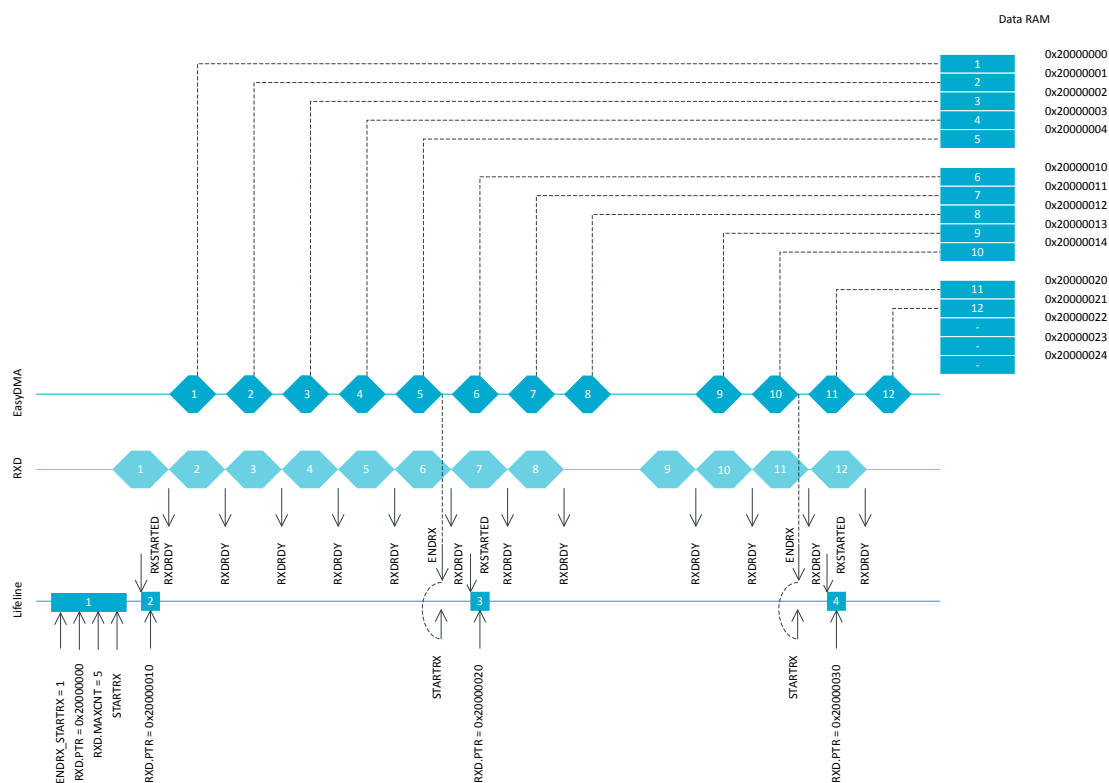 Data RAM
0x20000000
1
0x20000001
2
0x20000002
3
0x20000003
4
0x20000004
5
0x20000010
6
0x20000011
7
0x20000012
8
0x20000013
9
0x20000014
10
0x20000020
11
0x20000021
12
0x20000022
-
0x20000023
-
0x20000024
-
EasyDMA
1 2 3 4 5 6 7 8 9 10 11 12
RXD
1 2 3 4 5 6 7 8 9 10 11 12
RXSTARTED
RXDRDY
RXDRDY
RXDRDY
RXDRDY
RXDRDY
ENDRX
RXDRDY
RXSTARTED
RXDRDY
RXDRDY
RXDRDY
RXDRDY
ENDRX
RXDRDY
RXSTARTED
RXDRDY
Lifeline
1 2 3 4
ENDRX_STARTRX = 1
RXD.PTR = 0x20000000
RXD.MAXCNT = 5
STARTRX
RXD.PTR = 0x20000010
STARTRX
RXD.PTR = 0x20000020
STARTRX
RXD.PTR = 0x20000030